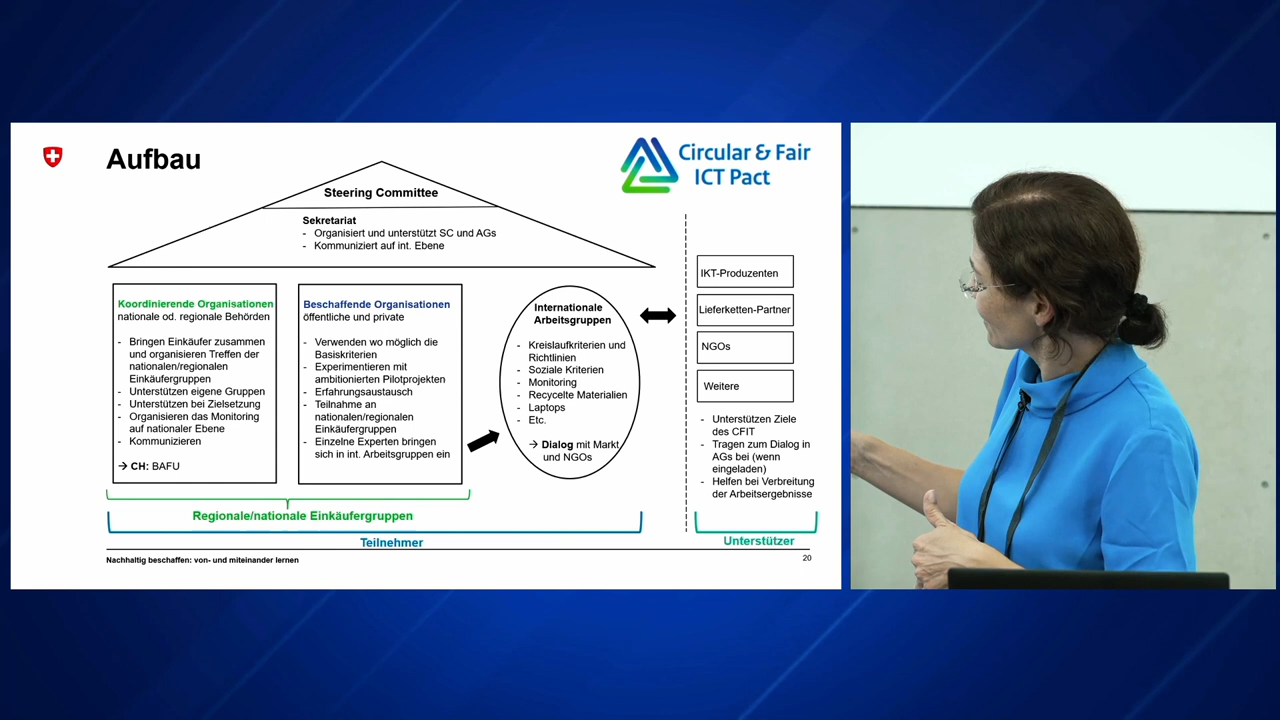 Aufbau
Circular & Fair
ICT Pact
Steering Committee
Sekretariat
- Organisiert und unterstützt SC und AGs
- Kommuniziert auf int. Ebene
Koordinierende Organisationen
nationale od. regionale Behörden
- Bringen Einkäufer zusammen
und organisieren Treffen der
nationalen/regionalen
Einkäufergruppen
- Unterstützen eigene Gruppen
- Unterstützen bei Zielsetzung
- Organisieren das Monitoring
auf nationaler Ebene
- Kommunizieren
→ CH: BAFU
Beschaffende Organisationen
öffentliche und private
- Verwenden wo möglich die
Basiskriterien
- Experimentieren mit
ambitionierten Pilotprojekten
- Erfahrungsaustausch
- Teilnahme an
nationalen/regionalen
Einkäufergruppen
- Einzelne Experten bringen
sich in int. Arbeitsgruppen ein
Internationale
Arbeitsgruppen
- Kreislaufkriterien und
Richtlinien
- Soziale Kriterien
- Monitoring
- Recycelte Materialien
- Laptops
- Etc.
→ Dialog mit Markt
und NGOs
IKT-Produzenten
Lieferketten-Partner
NGOs
Weitere
- Unterstützen Ziele
des CFIT
- Tragen zum Dialog in
AGs bei (wenn
eingeladen)
- Helfen bei Verbreitung
der Arbeitsergebnisse
Regionale/nationale Einkäufergruppen
Teilnehmer
Unterstützer
Nachhaltig beschaffen: von- und miteinander lernen
20